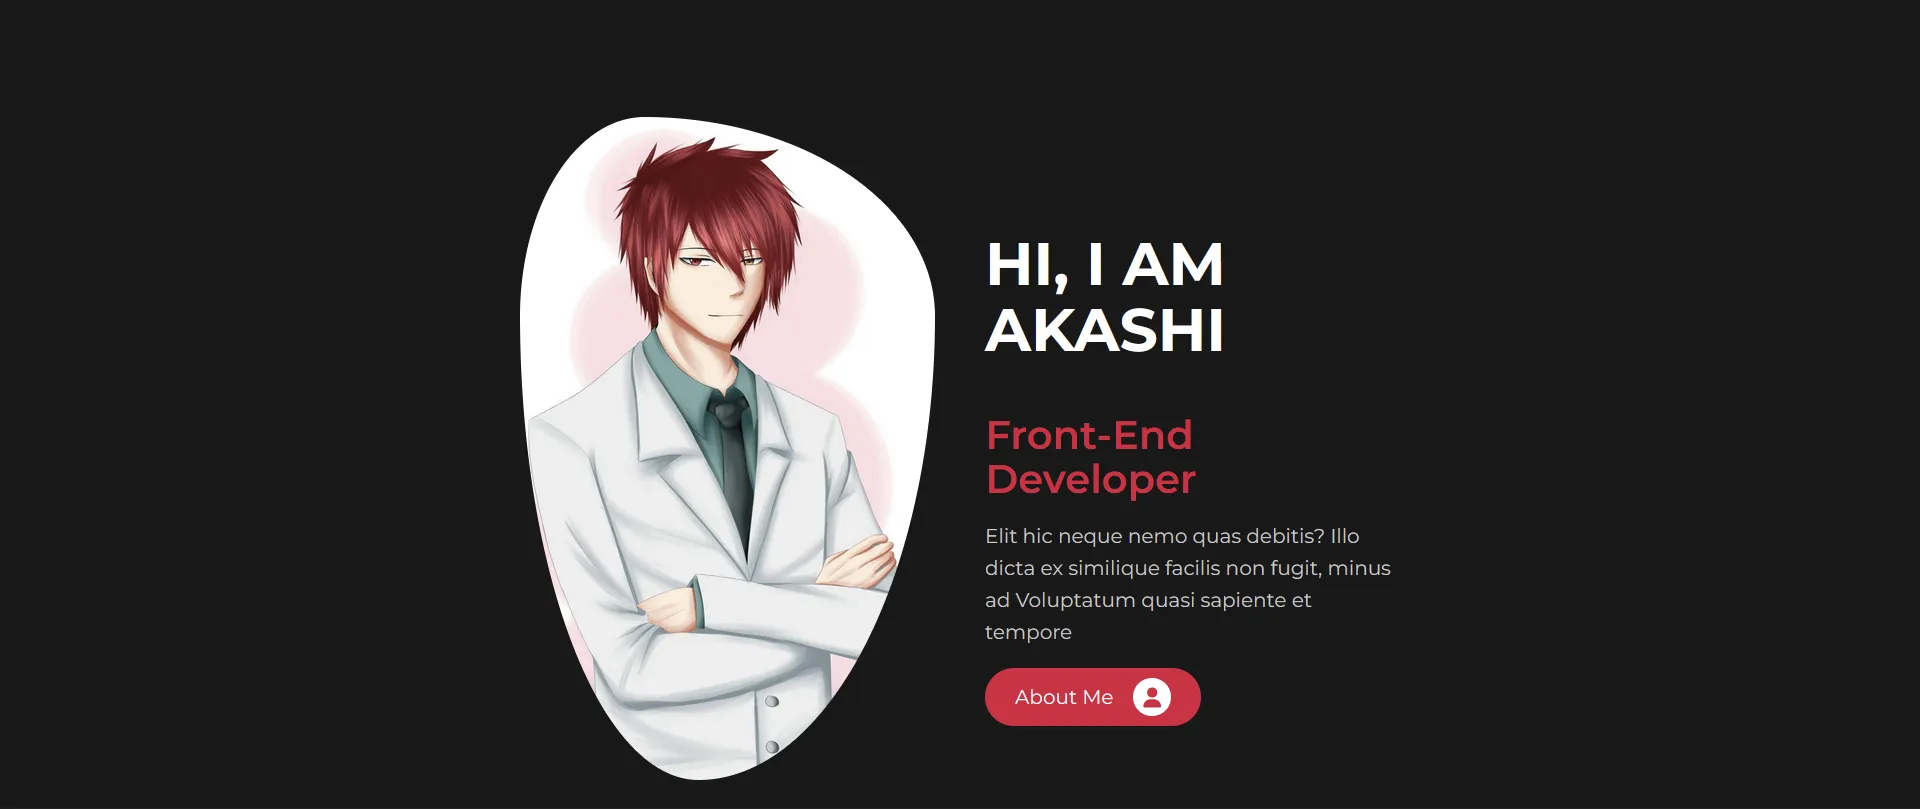 HI, I AM
AKASHI
Front-End
Developer
Elit hic neque nemo quas debitis? Illo
dicta ex similique facilis non fugit, minus
ad Voluptatum quasi sapiente et
tempore
About Me